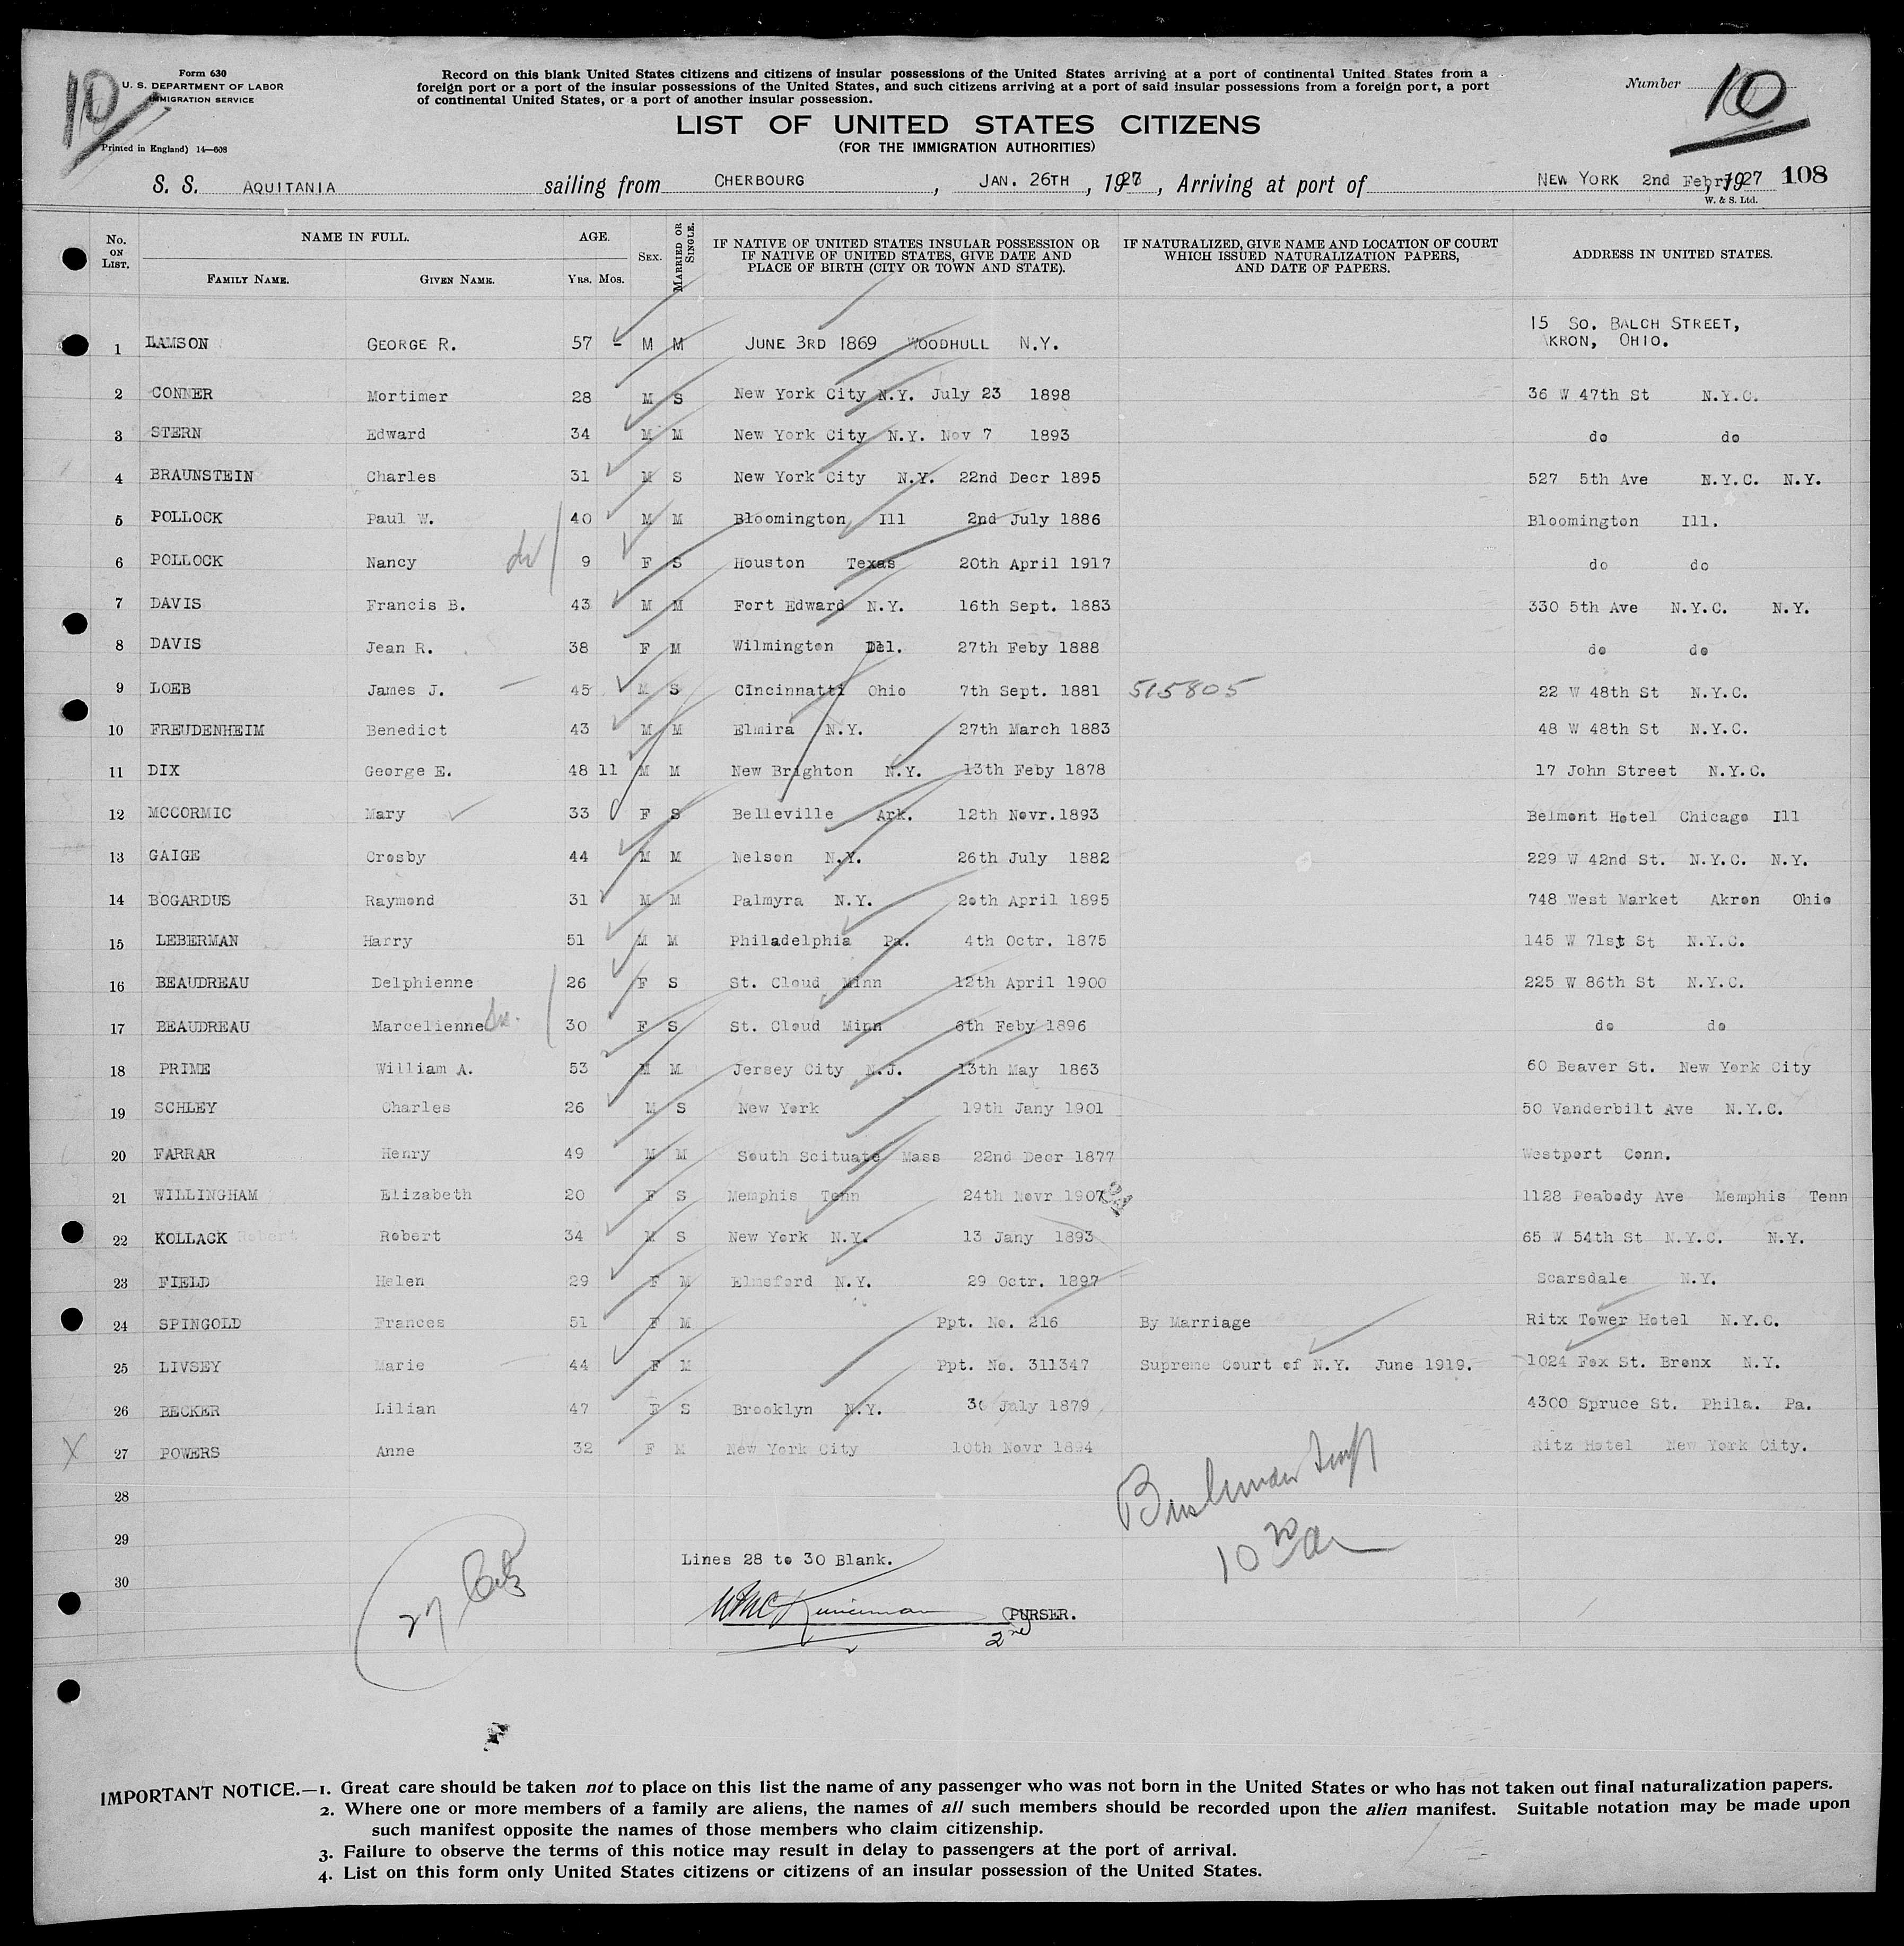 10
Form 630
U. S. DEPARTMENT OF LABOR
IMMIGRATION SERVICE
Printed in England) 14—608
Record on this blank United States citizens and citizens of insular possessions of the United States arriving at a port of continental United States from a
foreign port or a port of the insular possessions of the United States, and such citizens arriving at a port of said insular possessions from a foreign port, a port
of continental United States, or a port of another insular possession.
Number 10
LIST OF UNITED STATES CITIZENS
(FOR THE IMMIGRATION AUTHORITIES)
S. S. AQUITANIA sailing from CHERBOURG, JAN. 26TH, 1927, Arriving at port of NEW YORK 2nd Febry, 1927 108
W. & S. Ltd.
No. ON LIST. NAME IN FULL. FAMILY NAME. GIVEN NAME. AGE. YRS. MOS. SEX. MARRIED OR SINGLE. IF NATIVE OF UNITED STATES INSULAR POSSESSION OR IF NATIVE OF UNITED STATES, GIVE DATE AND PLACE OF BIRTH (CITY OR TOWN AND STATE). IF NATURALIZED, GIVE NAME AND LOCATION OF COURT WHICH ISSUED NATURALIZATION PAPERS, AND DATE OF PAPERS. ADDRESS IN UNITED STATES.
1 LAMSON GEORGE R. 57 - M M JUNE 3RD 1869 WOODHULL N.Y. 15 SO. BALCH STREET, AKRON, OHIO.
2 CONNER Mortimer 28 M S New York City N.Y. July 23 1898 36 W 47th St N.Y.C.
3 STERN Edward 34 M M New York City N.Y. Nov 7 1893 do do
4 BRAUNSTEIN Charles 31 M S New York City N.Y. 22nd Decr 1895 527 5th Ave N.Y.C. N.Y.
5 POLLOCK Paul W. 40 M M Bloomington Ill 2nd July 1886 Bloomington Ill.
6 POLLOCK Nancy 9 F S Houston Texas 20th April 1917 do do
7 DAVIS Francis B. 43 M M Fort Edward N.Y. 16th Sept. 1883 330 5th Ave N.Y.C. N.Y.
8 DAVIS Jean R. 38 F M Wilmington Del. 27th Feby 1888 do do
9 LOEB James J. 45 M S CIncinnatti Ohio 7th Sept. 1881 515805 22 W 48th St N.Y.C.
10 FREUDENHEIM Benedict 43 M M Elmira N.Y. 27th March 1883 48 W 48th St N.Y.C.
11 DIX George E. 48 11 M M New Brighton N.Y. 13th Feby 1878 17 John Street N.Y.C.
12 MCCORMIC Mary 33 F S Belleville Ark. 12th Novr.1893 Belmont Hotel Chicago Ill
13 GAIGE Crosby 44 M M Nelson N.Y. 26th July 1882 229 W 42nd St. N.Y.C. N.Y.
14 BOGARDUS Raymond 31 M M Palmyra N.Y. 20th April 1895 748 West Market Akron Ohio
15 LEBERMAN Harry 51 M M Philadelphia Pa. 4th Octr. 1875 145 W 71st St N.Y.C.
16 BEAUDREAU Delphienne 26 F S St. Cloud Minn 12th April 1900 225 W 86th St N.Y.C.
17 BEAUDREAU Marcelienne 30 F S St. Cloud Minn 6th Feby 1896 do do
18 PRIME William A. 53 M M Jersey City N.J. 13th May 1863 60 Beaver St. New York City
19 SCHLEY Charles 26 M S New York 19th Jany 1901 50 Vanderbilt Ave N.Y.C.
20 FARRAR Henry 49 M M South Scituate Mass 22nd Decr 1877 Westport Conn.
21 WILLINGHAM Elizabeth 20 F S Memphis Tenn 24th Novr 1907 1128 Peabody Ave Memphis Tenn
22 KOLLACK Robert 34 M S New York N.Y. 13 Jany 1893 65 W 54th St N.Y.C. N.Y.
23 FIELD Helen 29 F M Elmsford N.Y. 29 Octr. 1897 Scarsdale N.Y.
24 SPINGOLD Frances 51 F M Ppt. No. 216 By Marriage Ritx Tower Hotel N.Y.C.
25 LIVSEY Marie 44 F M Ppt. No. 311347 Supreme Court of N.Y. June 1919. 1024 Fox St. Bronx N.Y.
26 BECKER Lilian 47 F S Brooklyn N.Y. 30 July 1879 4300 Spruce St. Phila. Pa.
X 27 POWERS Anne 32 F M New York City 10th Novr 1894 Ritz Hotel New York City.
28
29
30
Lines 28 to 30 Blank.
PURSER.
2nd
IMPORTANT NOTICE.—1. Great care should be taken not to place on this list the name of any passenger who was not born in the United States or who has not taken out final naturalization papers.
2. Where one or more members of a family are aliens, the names of all such members should be recorded upon the alien manifest. Suitable notation may be made upon
such manifest opposite the names of those members who claim citizenship.
3. Failure to observe the terms of this notice may result in delay to passengers at the port of arrival.
4. List on this form only United States citizens or citizens of an insular possession of the United States.